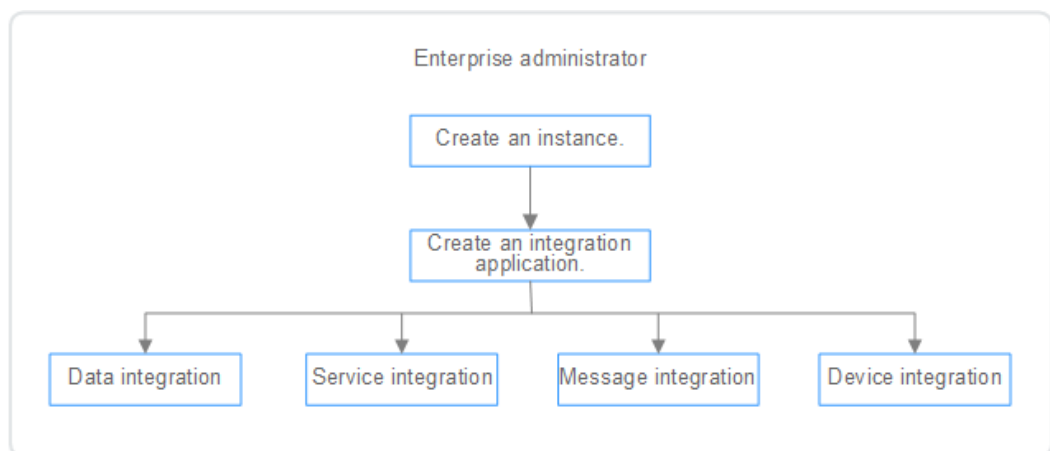 Enterprise administrator
Create an instance.
Create an integration
application.
Data integration
Service integration
Message integration
Device integration